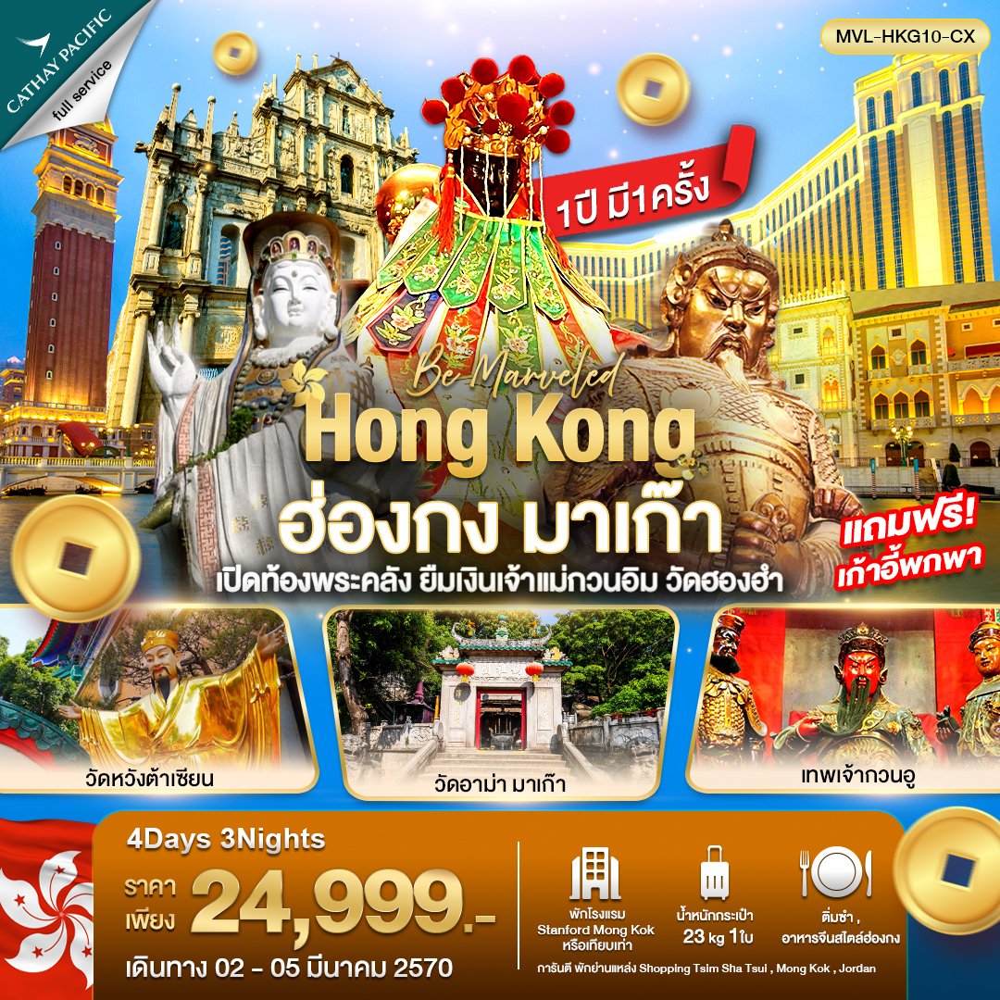 CATHAY PACIFIC
full service
MVL-HKG10-CX
1ปี มี1ครั้ง
Be Marveled
Hong Kong
ฮ่องกง มาเก๊า
เปิดท้องพระคลัง ยืมเงินเจ้าแม่กวนอิม วัดฮองฮำ
แถมฟรี!
เก้าอี้พกพา
วัดหวังต้าเซียน
วัดอาม่า มาเก๊า
เทพเจ้ากวนอู
4Days 3Nights
ราคา
เพียง
24,999.-
เดินทาง 02 - 05 มีนาคม 2570
พักโรงแรม
Stanford Mong Kok
หรือเทียบเท่า
น้ำหนักกระเป๋า
23 kg 1ใบ
ติ่มซำ ,
อาหารจีนสไตล์ฮ่องกง
การันตี พักย่านแหล่ง Shopping Tsim Sha Tsui , Mong Kok , Jordan